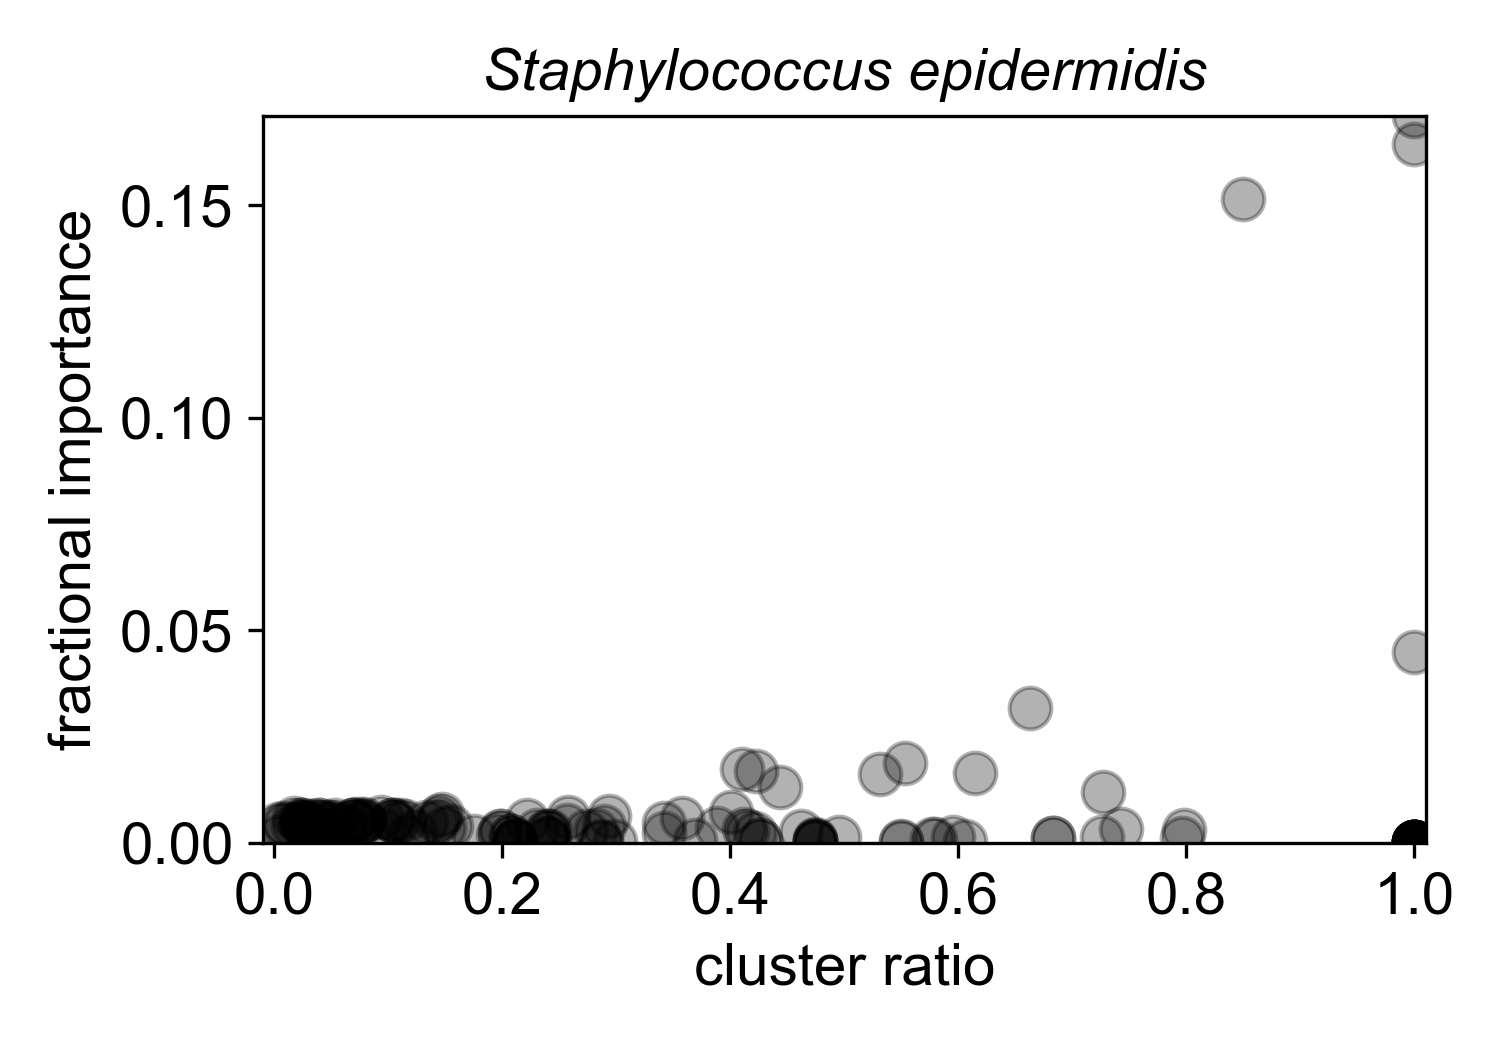 Staphylococcus epidermidis
fractional importance
0.15
0.10
0.05
0.00
0.0 0.2 0.4 0.6 0.8 1.0
cluster ratio